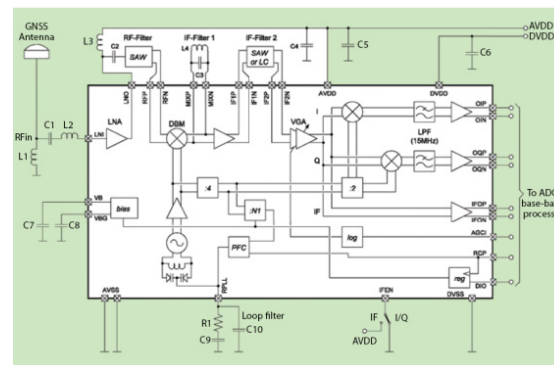 GNSS
Antenna
L3
C2
RF-Filter
SAW
IF-Filter 1
L4
C3
IF-Filter 2
SAW
or LC
C4
C5
AVDD
DVDD
C6
LNO
RFP
RFN
MIXP
MIXN
IF1P
IF1N
IF2P
IF2N
AVDD
DVDD
RFin
C1
L2
LNI
LNA
DBM
VGA
I
LPF
(15MHz)
OIP
OIN
L1
Q
OQP
OQN
:4
:2
To ADC
base-ba
process
VB
VBG
bias
:N1
IF
IFOP
IFON
C7
C8
PFC
log
AGCI
RCP
reg
DIO
AVSS
RPLL
IFEN
DVSS
R1
C9
Loop filter
C10
IF
I/Q
AVDD